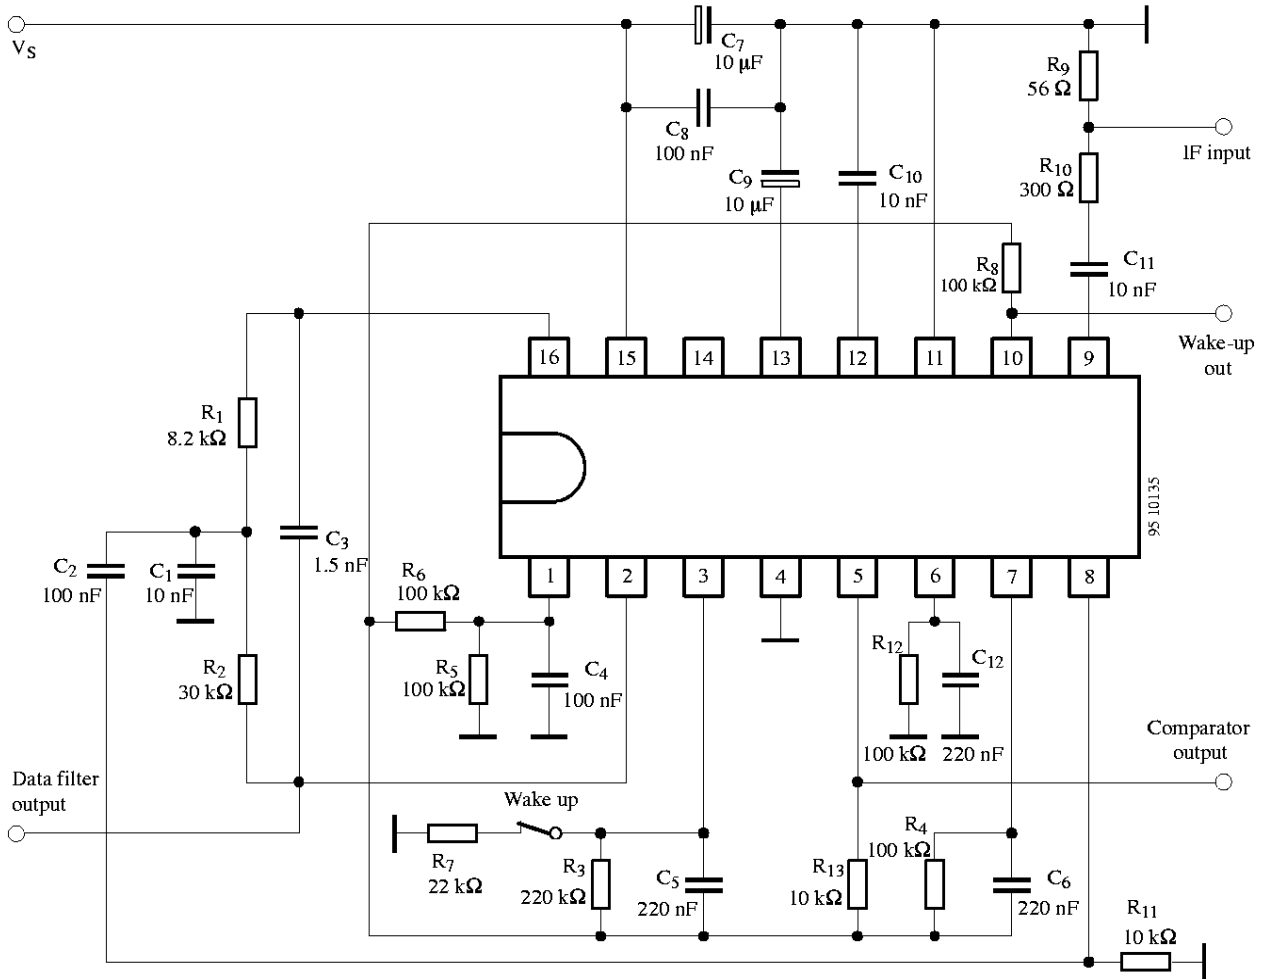 V_S
C_7
10 µF
R_9
56 Ω
C_8
100 nF
IF input
C_9
10 µF
C_10
10 nF
R_10
300 Ω
R_8
100 kΩ
C_11
10 nF
Wake-up
out
16
15
14
13
12
11
10
9
R_1
8.2 kΩ
95 10135
C_2
100 nF
C_1
10 nF
C_3
1.5 nF
R_6
100 kΩ
1
2
3
4
5
6
7
8
R_2
30 kΩ
R_5
100 kΩ
C_4
100 nF
R_12
100 kΩ
C_12
220 nF
Comparator
output
Data filter
output
Wake up
R_7
22 kΩ
R_3
220 kΩ
C_5
220 nF
R_13
10 kΩ
R_4
100 kΩ
C_6
220 nF
R_11
10 kΩ